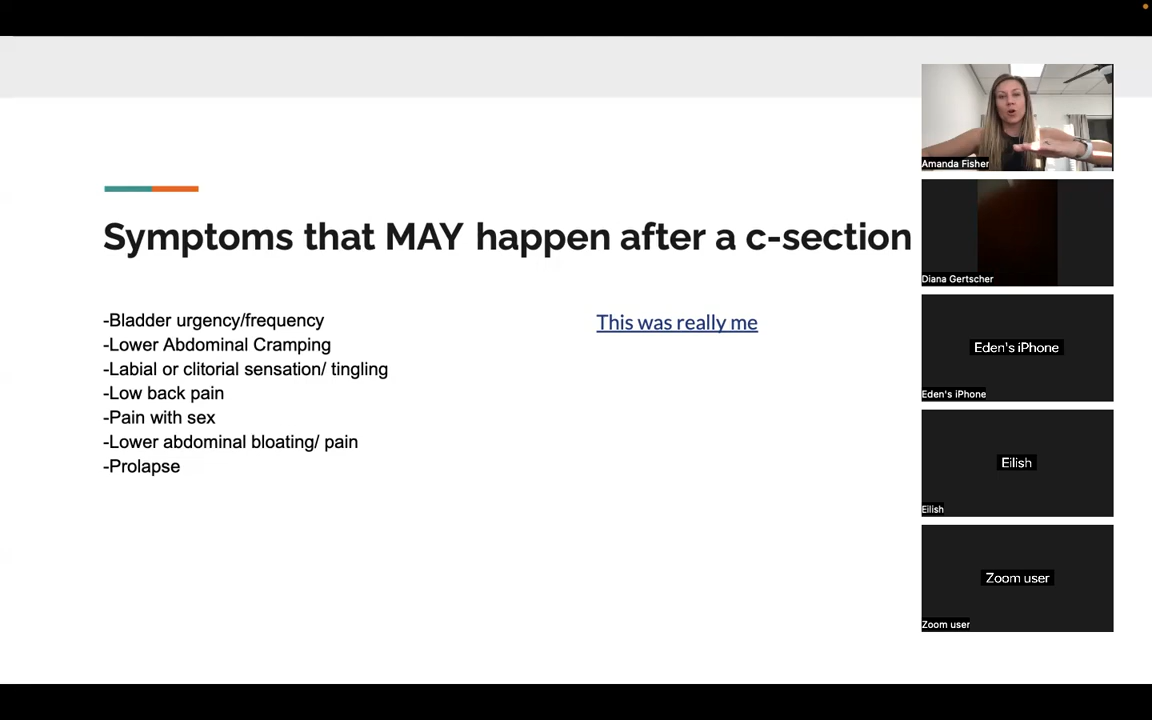 Symptoms that MAY happen after a c-section
-Bladder urgency/frequency
-Lower Abdominal Cramping
-Labial or clitorial sensation/ tingling
-Low back pain
-Pain with sex
-Lower abdominal bloating/ pain
-Prolapse
This was really me
Amanda Fisher
Diana Gertscher
Eden's iPhone
Eden's iPhone
Eilish
Eilish
Zoom user
Zoom user